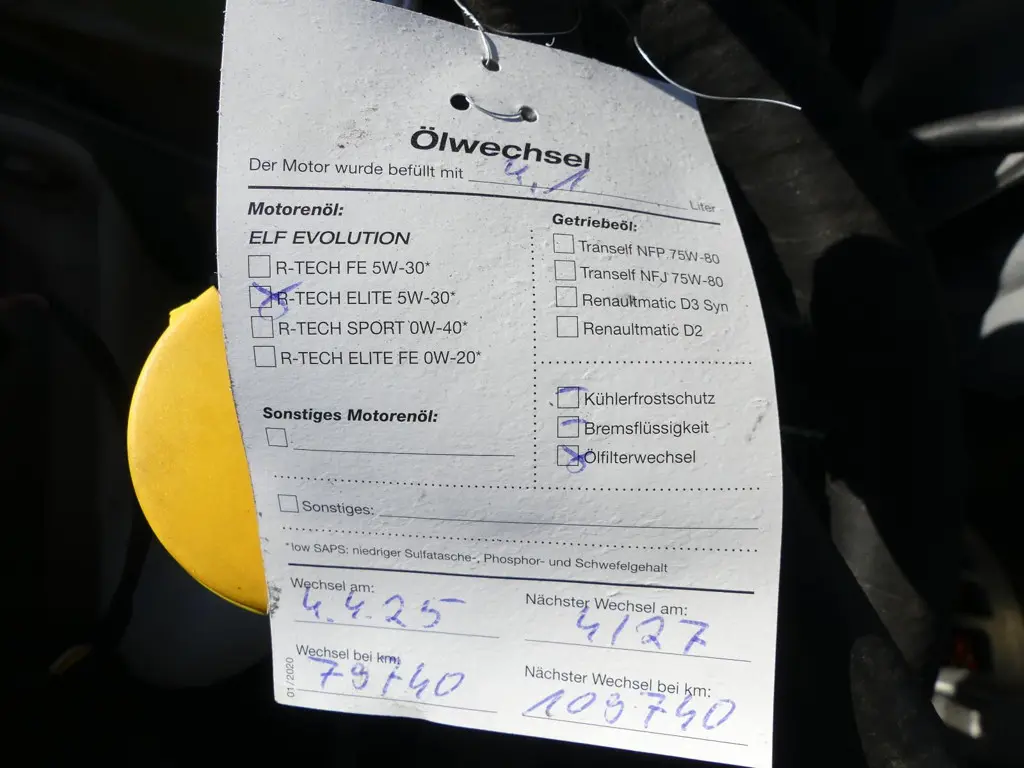 Ölwechsel
Der Motor wurde befüllt mit 4,1 Liter
Motorenöl:
ELF EVOLUTION
R-TECH FE 5W-30*
R-TECH ELITE 5W-30*
R-TECH SPORT 0W-40*
R-TECH ELITE FE 0W-20*
Sonstiges Motorenöl:
Getriebeöl:
Tranself NFP 75W-80
Tranself NFJ 75W-80
Renaultmatic D3 Syn
Renaultmatic D2
Kühlerfrostschutz
Bremsflüssigkeit
Ölfilterwechsel
Sonstiges:
*low SAPS: niedriger Sulfatasche-, Phosphor- und Schwefelgehalt
Wechsel am:
4.4.25
Nächster Wechsel am:
4/27
Wechsel bei km:
79740
Nächster Wechsel bei km:
109740
01/2020